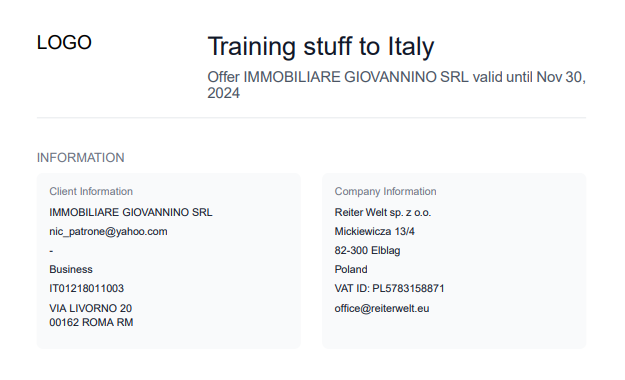 LOGO
Training stuff to Italy
Offer IMMOBILIARE GIOVANNINO SRL valid until Nov 30,
2024
INFORMATION
Client Information
IMMOBILIARE GIOVANNINO SRL
nic_patrone@yahoo.com
-
Business
IT01218011003
VIA LIVORNO 20
00162 ROMA RM
Company Information
Reiter Welt sp. z o.o.
Mickiewicza 13/4
82-300 Elblag
Poland
VAT ID: PL5783158871
office@reiterwelt.eu